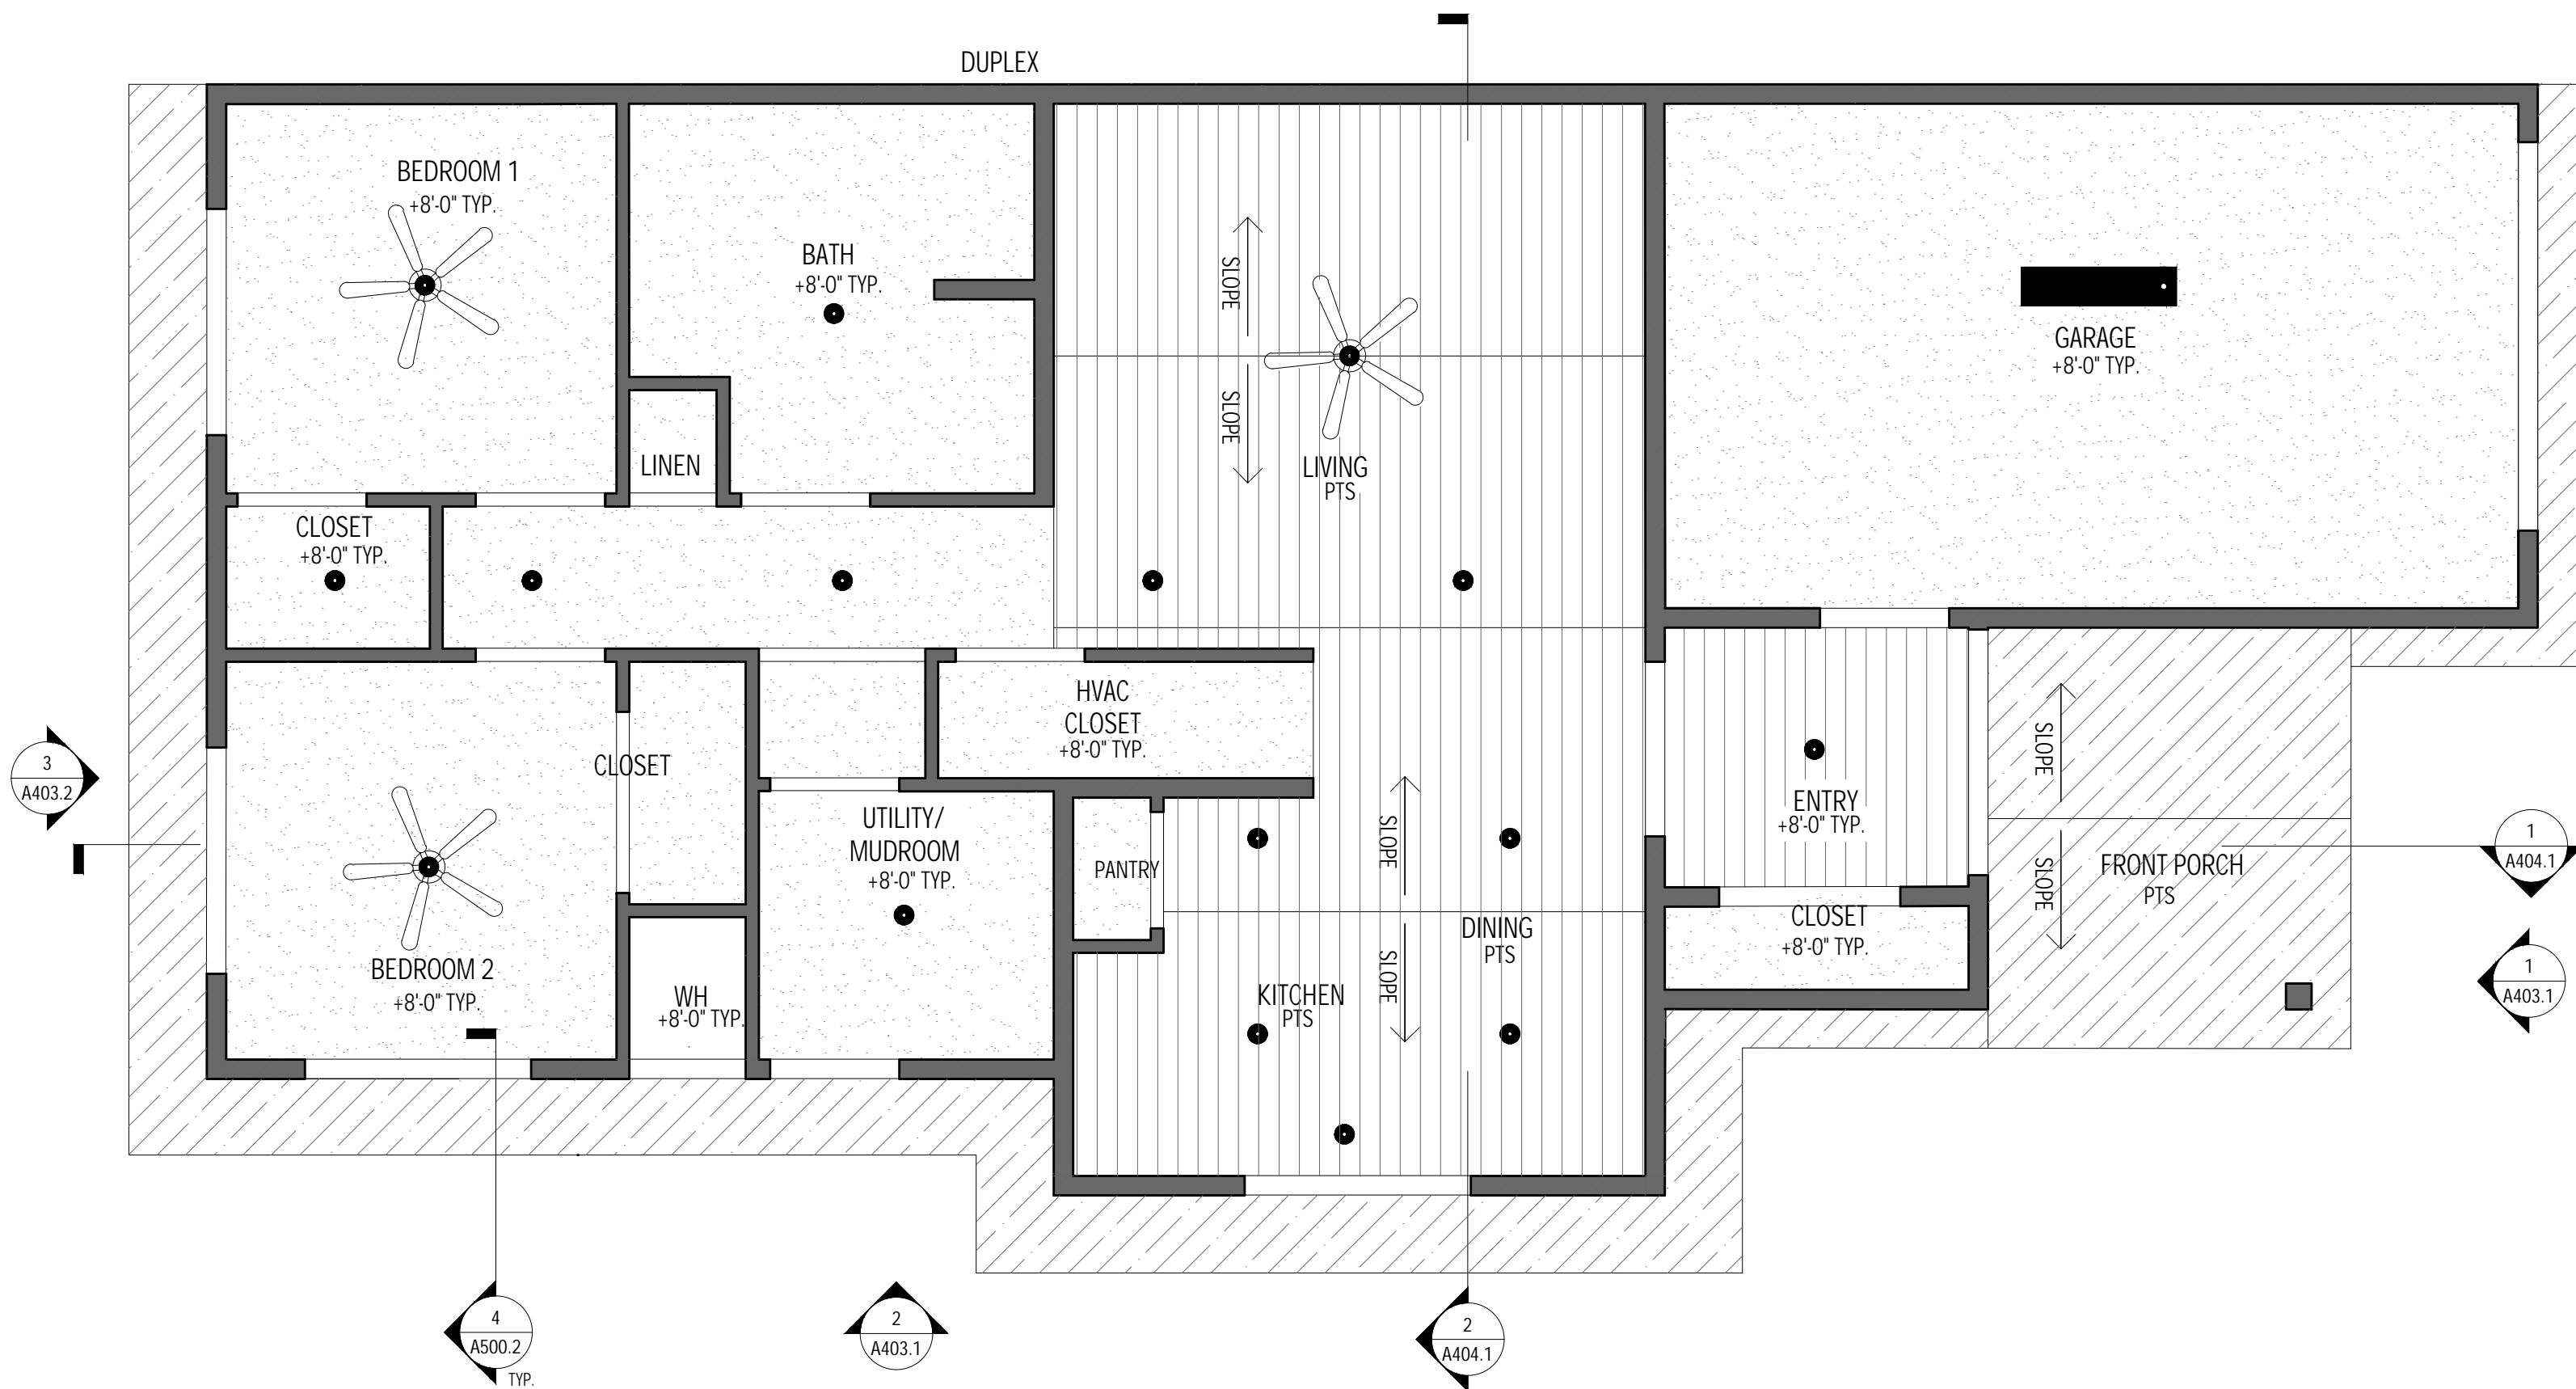 DUPLEX
BEDROOM 1
+8'-0" TYP.
BATH
+8'-0" TYP.
SLOPE
SLOPE
LIVING
PTS
GARAGE
+8'-0" TYP.
LINEN
CLOSET
+8'-0" TYP.
HVAC
CLOSET
+8'-0" TYP.
CLOSET
UTILITY/
MUDROOM
+8'-0" TYP.
PANTRY
SLOPE
SLOPE
DINING
PTS
KITCHEN
PTS
ENTRY
+8'-0" TYP.
CLOSET
+8'-0" TYP.
SLOPE
SLOPE
FRONT PORCH
PTS
BEDROOM 2
+8'-0" TYP.
WH
+8'-0" TYP.
3
A403.2
1
A404.1
1
A403.1
4
A500.2
TYP.
2
A403.1
2
A404.1